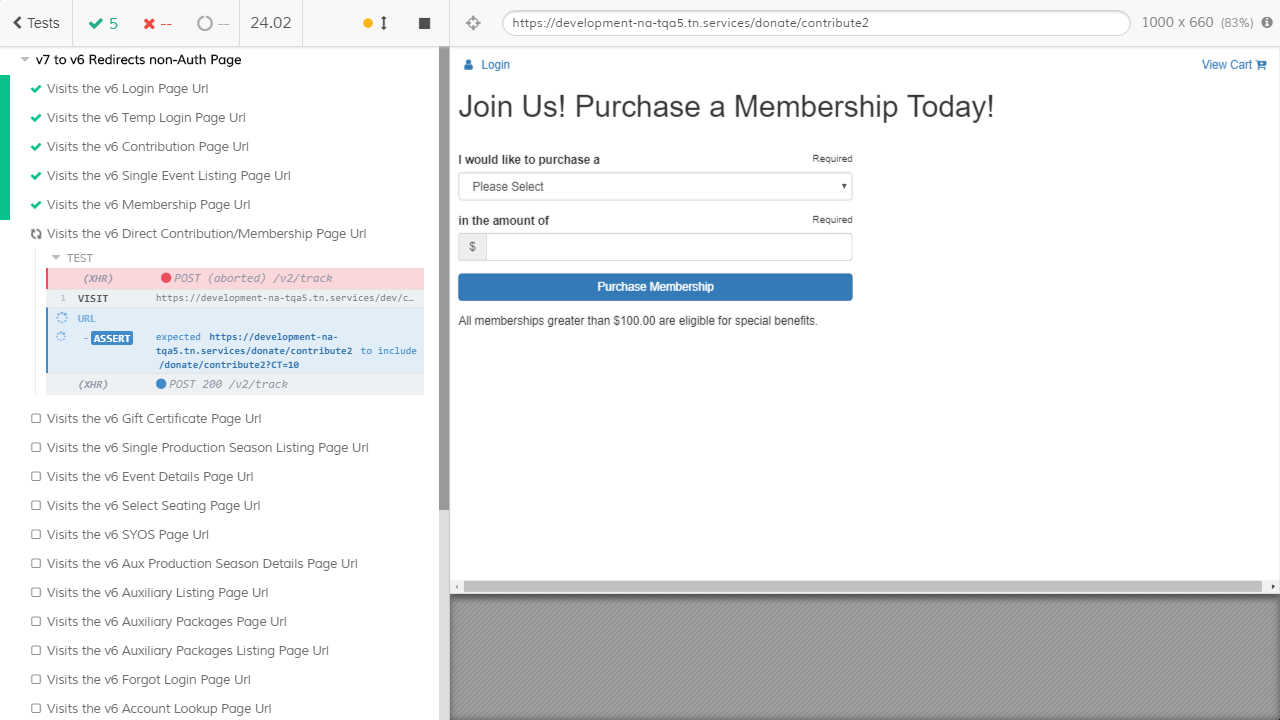 Tests 5 -- -- 24.02
https://development-na-tqa5.tn.services/donate/contribute2 1000 x 660 (83%)
v7 to v6 Redirects non-Auth Page
Visits the v6 Login Page Url
Visits the v6 Temp Login Page Url
Visits the v6 Contribution Page Url
Visits the v6 Single Event Listing Page Url
Visits the v6 Membership Page Url
Visits the v6 Direct Contribution/Membership Page Url
TEST
(XHR) POST (aborted) /v2/track
1 VISIT https://development-na-tqa5.tn.services/dev/c…
URL
- ASSERT expected https://development-na-
tqa5.tn.services/donate/contribute2 to include
/donate/contribute2?CT=10
(XHR) POST 200 /v2/track
Visits the v6 Gift Certificate Page Url
Visits the v6 Single Production Season Listing Page Url
Visits the v6 Event Details Page Url
Visits the v6 Select Seating Page Url
Visits the v6 SYOS Page Url
Visits the v6 Aux Production Season Details Page Url
Visits the v6 Auxiliary Listing Page Url
Visits the v6 Auxiliary Packages Page Url
Visits the v6 Auxiliary Packages Listing Page Url
Visits the v6 Forgot Login Page Url
Visits the v6 Account Lookup Page Url
Login View Cart
Join Us! Purchase a Membership Today!
I would like to purchase a Required
Please Select
in the amount of Required
$
Purchase Membership
All memberships greater than $100.00 are eligible for special benefits.